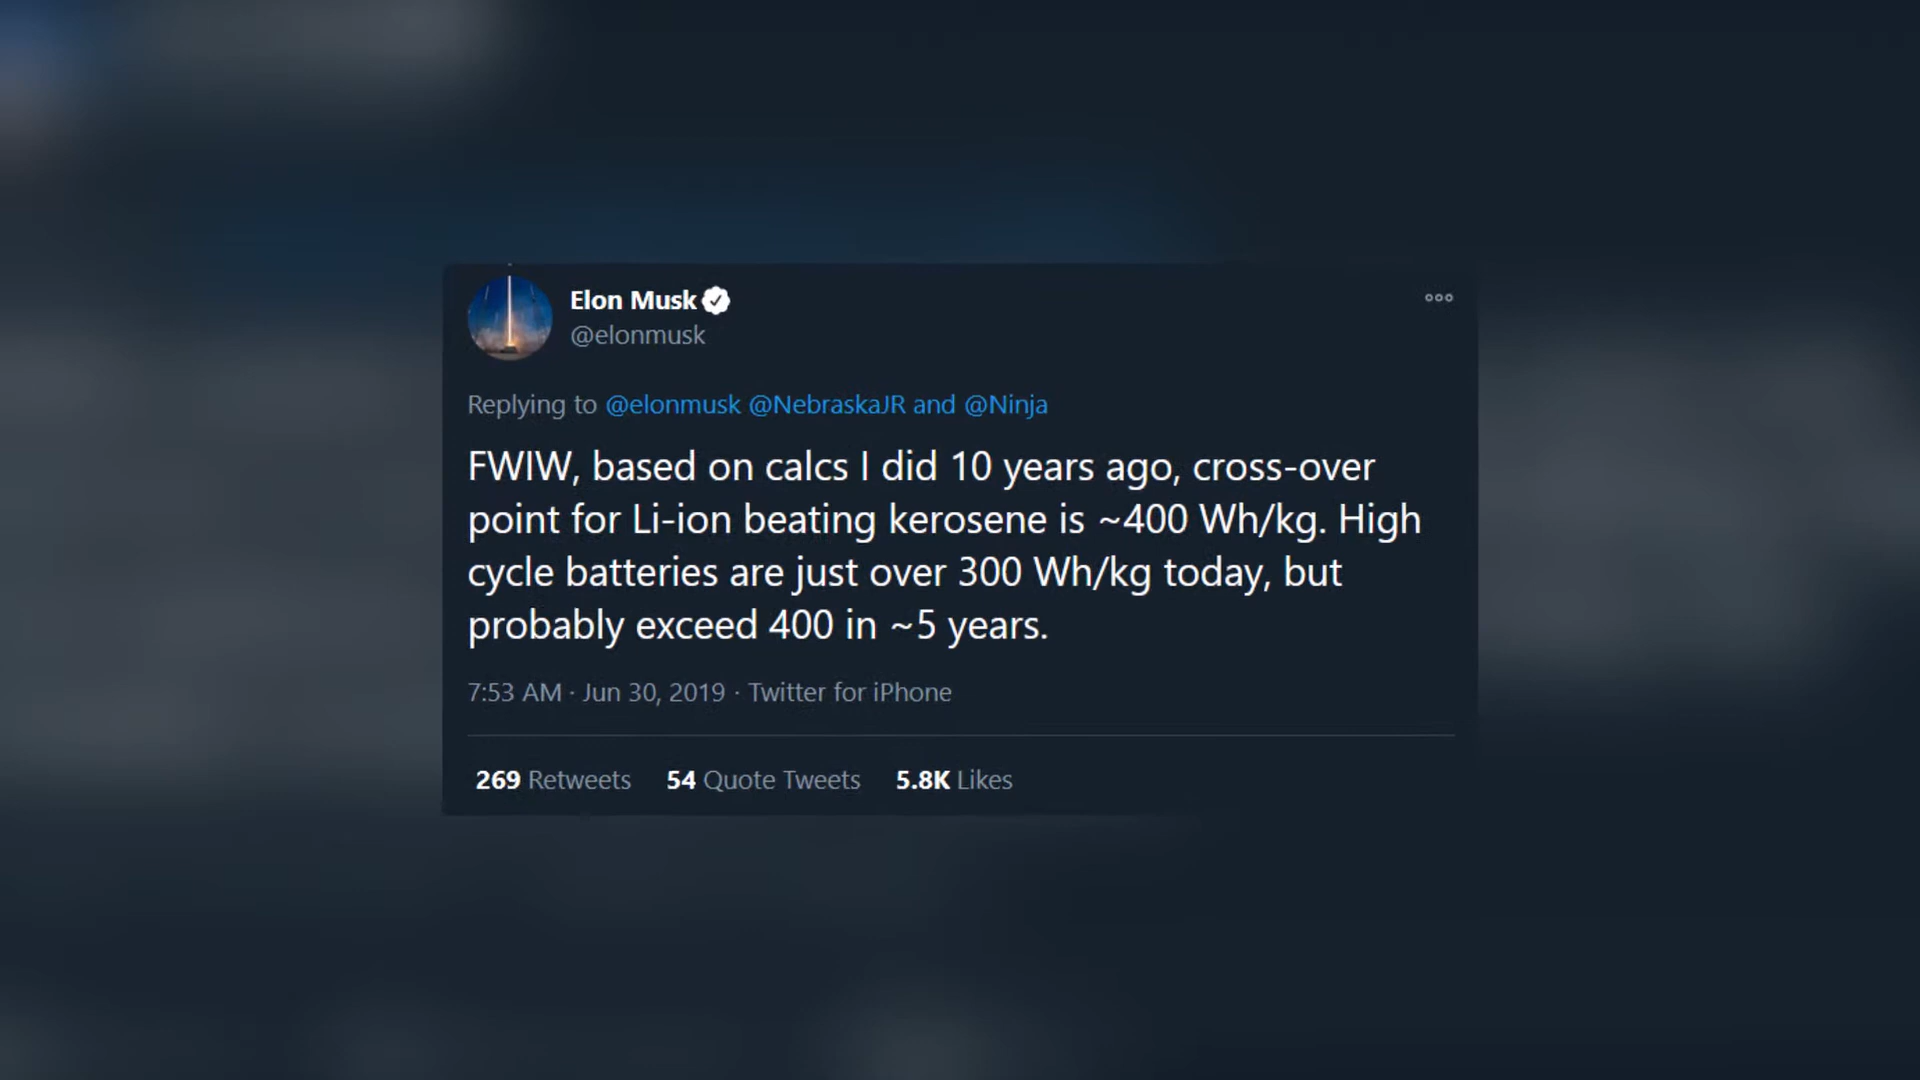 Elon Musk
@elonmusk
Replying to @elonmusk @NebraskaJR and @Ninja
FWIW, based on calcs I did 10 years ago, cross-over
point for Li-ion beating kerosene is ~400 Wh/kg. High
cycle batteries are just over 300 Wh/kg today, but
probably exceed 400 in ~5 years.
7:53 AM · Jun 30, 2019 · Twitter for iPhone
269 Retweets 54 Quote Tweets 5.8K Likes